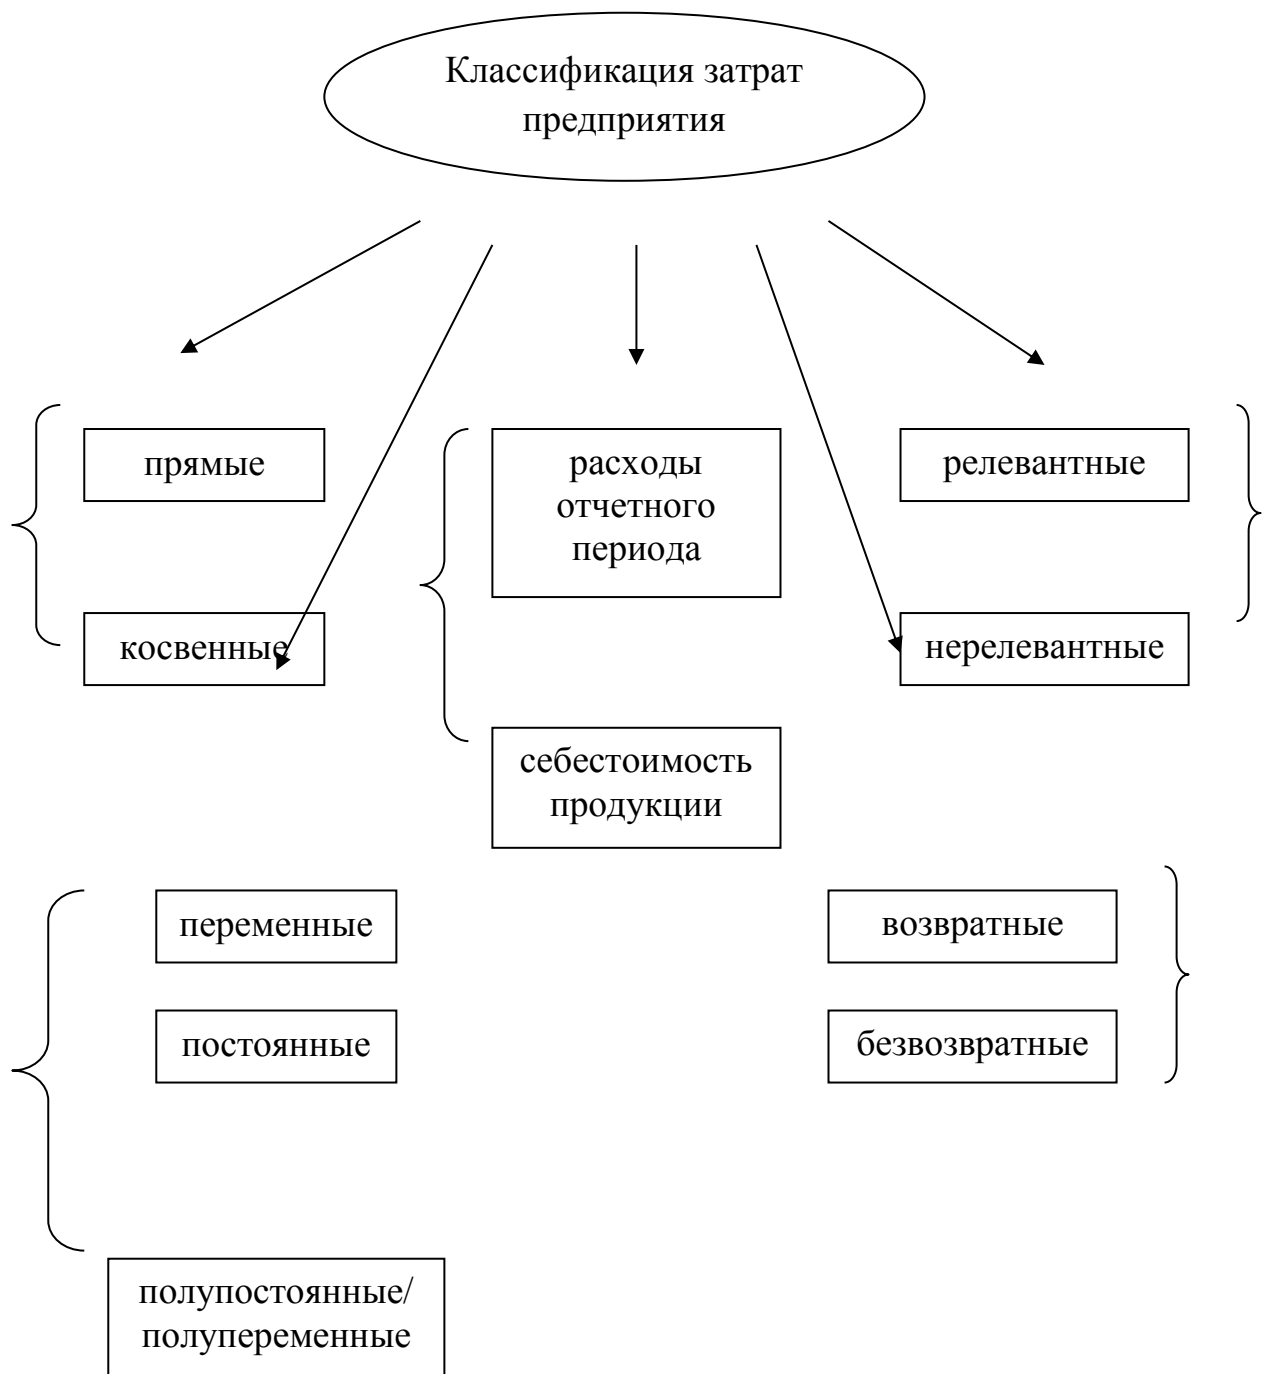 Классификация затрат
предприятия
прямые
расходы
отчетного
периода
релевантные
косвенные
нерелевантные
себестоимость
продукции
переменные
возвратные
постоянные
безвозвратные
полупостоянные/
полупеременные